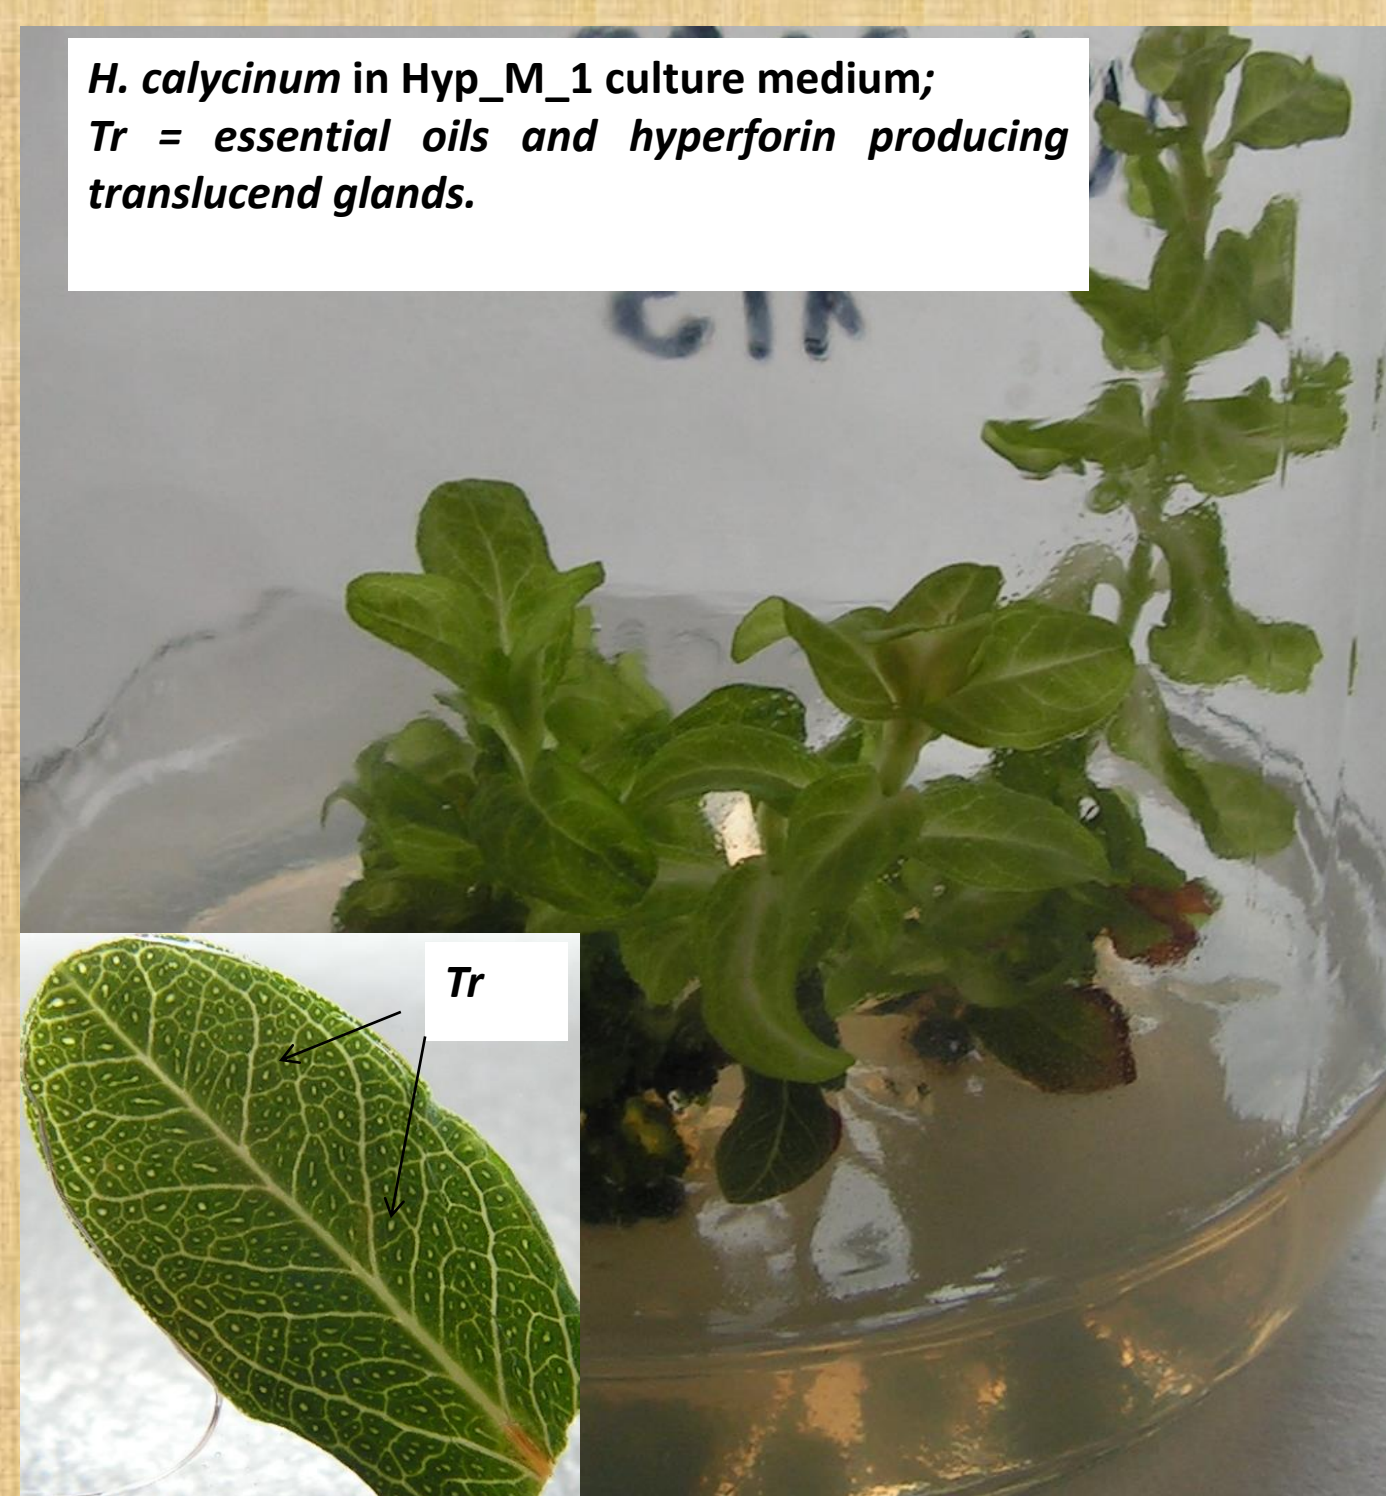 H. calycinum in Hyp_M_1 culture medium;
Tr = essential oils and hyperforin producing
translucend glands.
Tr